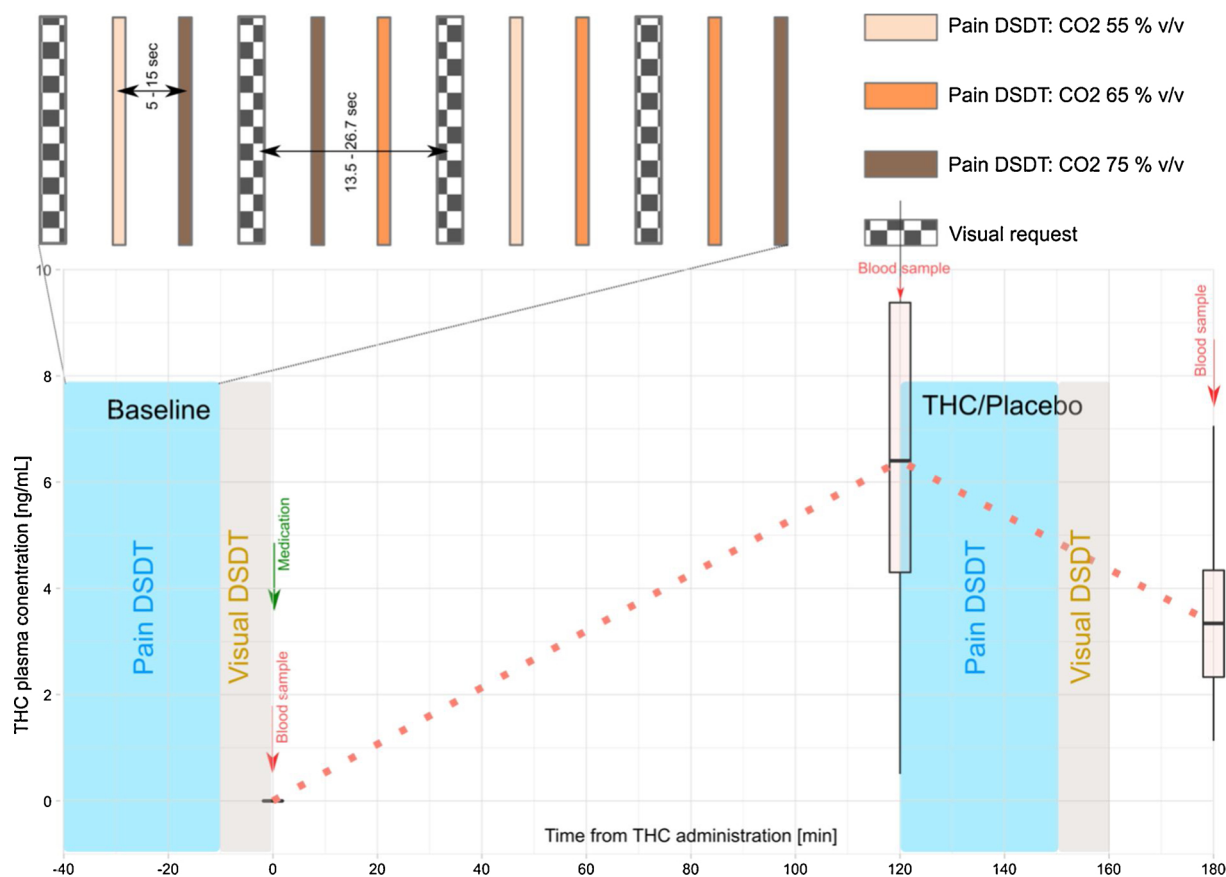 5 - 15 sec
13.5 - 26.7 sec
Pain DSDT: CO2 55 % v/v
Pain DSDT: CO2 65 % v/v
Pain DSDT: CO2 75 % v/v
Visual request
THC plasma conentration [ng/mL]
10
8
6
4
2
0
Baseline
Pain DSDT
Visual DSDT
Medication
Blood sample
Blood sample
THC/Placebo
Pain DSDT
Visual DSDT
Blood sample
Time from THC administration [min]
-40
-20
0
20
40
60
80
100
120
140
160
180